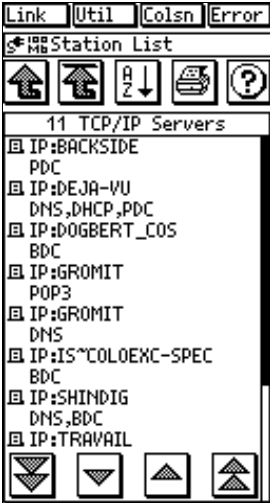 Link Util Colsn Error
100 MB Station List
A Z ?
11 TCP/IP Servers
IP:BACKSIDE
PDC
IP:DEJA-VU
DNS,DHCP,PDC
IP:DOGBERT_COS
BDC
IP:GROMIT
POP3
IP:GROMIT
DNS
IP:IS~COLOEXC-SPEC
BDC
IP:SHINDIG
DNS,BDC
IP:TRAVAIL